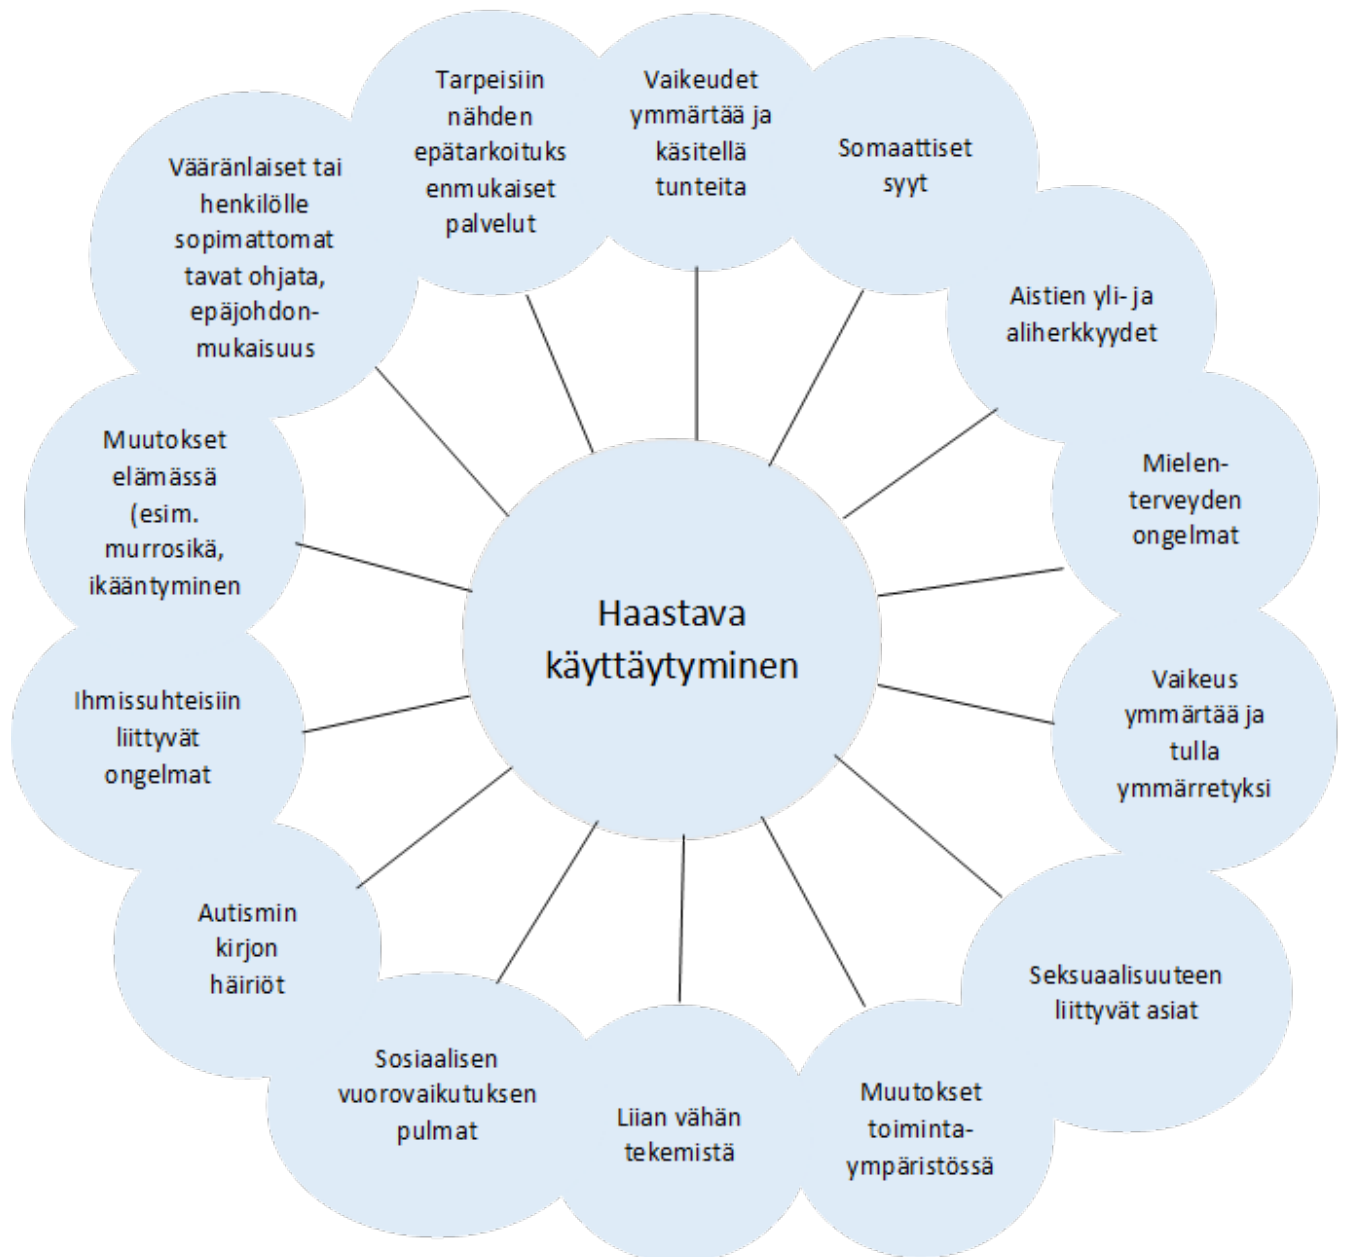 Tarpeisiin
nähden
epätarkoituks
enmukaiset
palvelut
Vaikeudet
ymmärtää ja
käsitellä
tunteita
Somaattiset
syyt
Aistien yli- ja
aliherkkyydet
Mielen-
terveyden
ongelmat
Vaikeus
ymmärtää ja
tulla
ymmärretyksi
Seksuaalisuuteen
liittyvät asiat
Muutokset
toiminta-
ympäristössä
Liian vähän
tekemistä
Sosiaalisen
vuorovaikutuksen
pulmat
Autismin
kirjon
häiriöt
Ihmissuhteisiin
liittyvät
ongelmat
Muutokset
elämässä
(esim.
murrosikä,
ikääntyminen
Vääränlaiset tai
henkilölle
sopimattomat
tavat ohjata,
epäjohdon-
mukaisuus
Haastava
käyttäytyminen